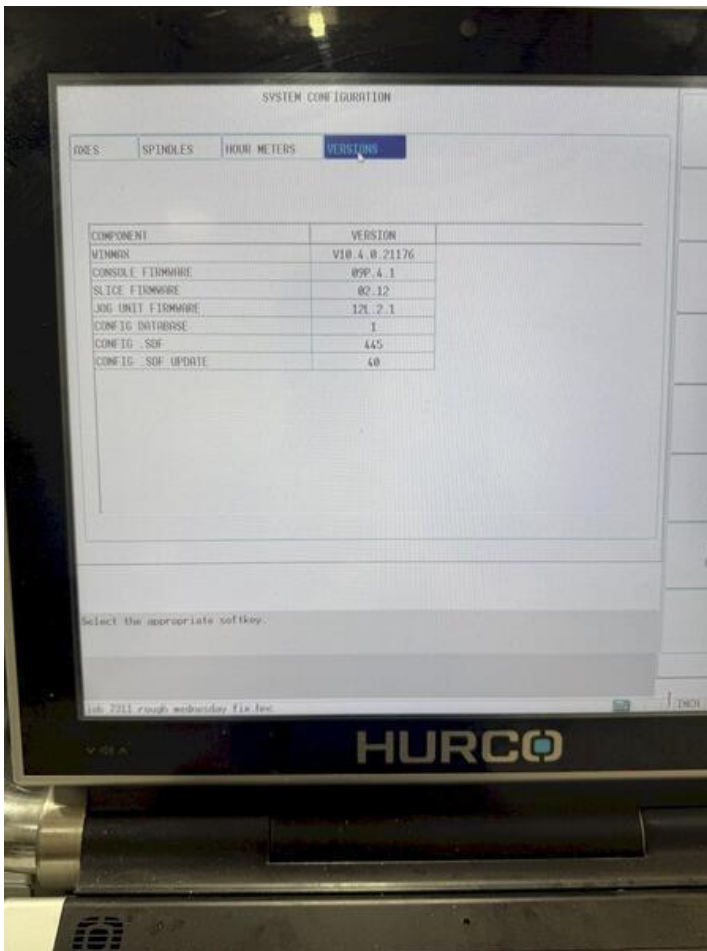 SYSTEM CONFIGURATION
AXES SPINDLES HOUR METERS VERSIONS
COMPONENT VERSION
WINMAX V10.4.0.21176
CONSOLE FIRMWARE 09P.4.1
SLICE FIRMWARE 02.12
JOG UNIT FIRMWARE 12L.2.1
CONFIG DATABASE 1
CONFIG .SDF 445
CONFIG .SDF UPDATE 40
Select the appropriate softkey.
job 7311 rough wednesday fix.hnc INCH
HURCO